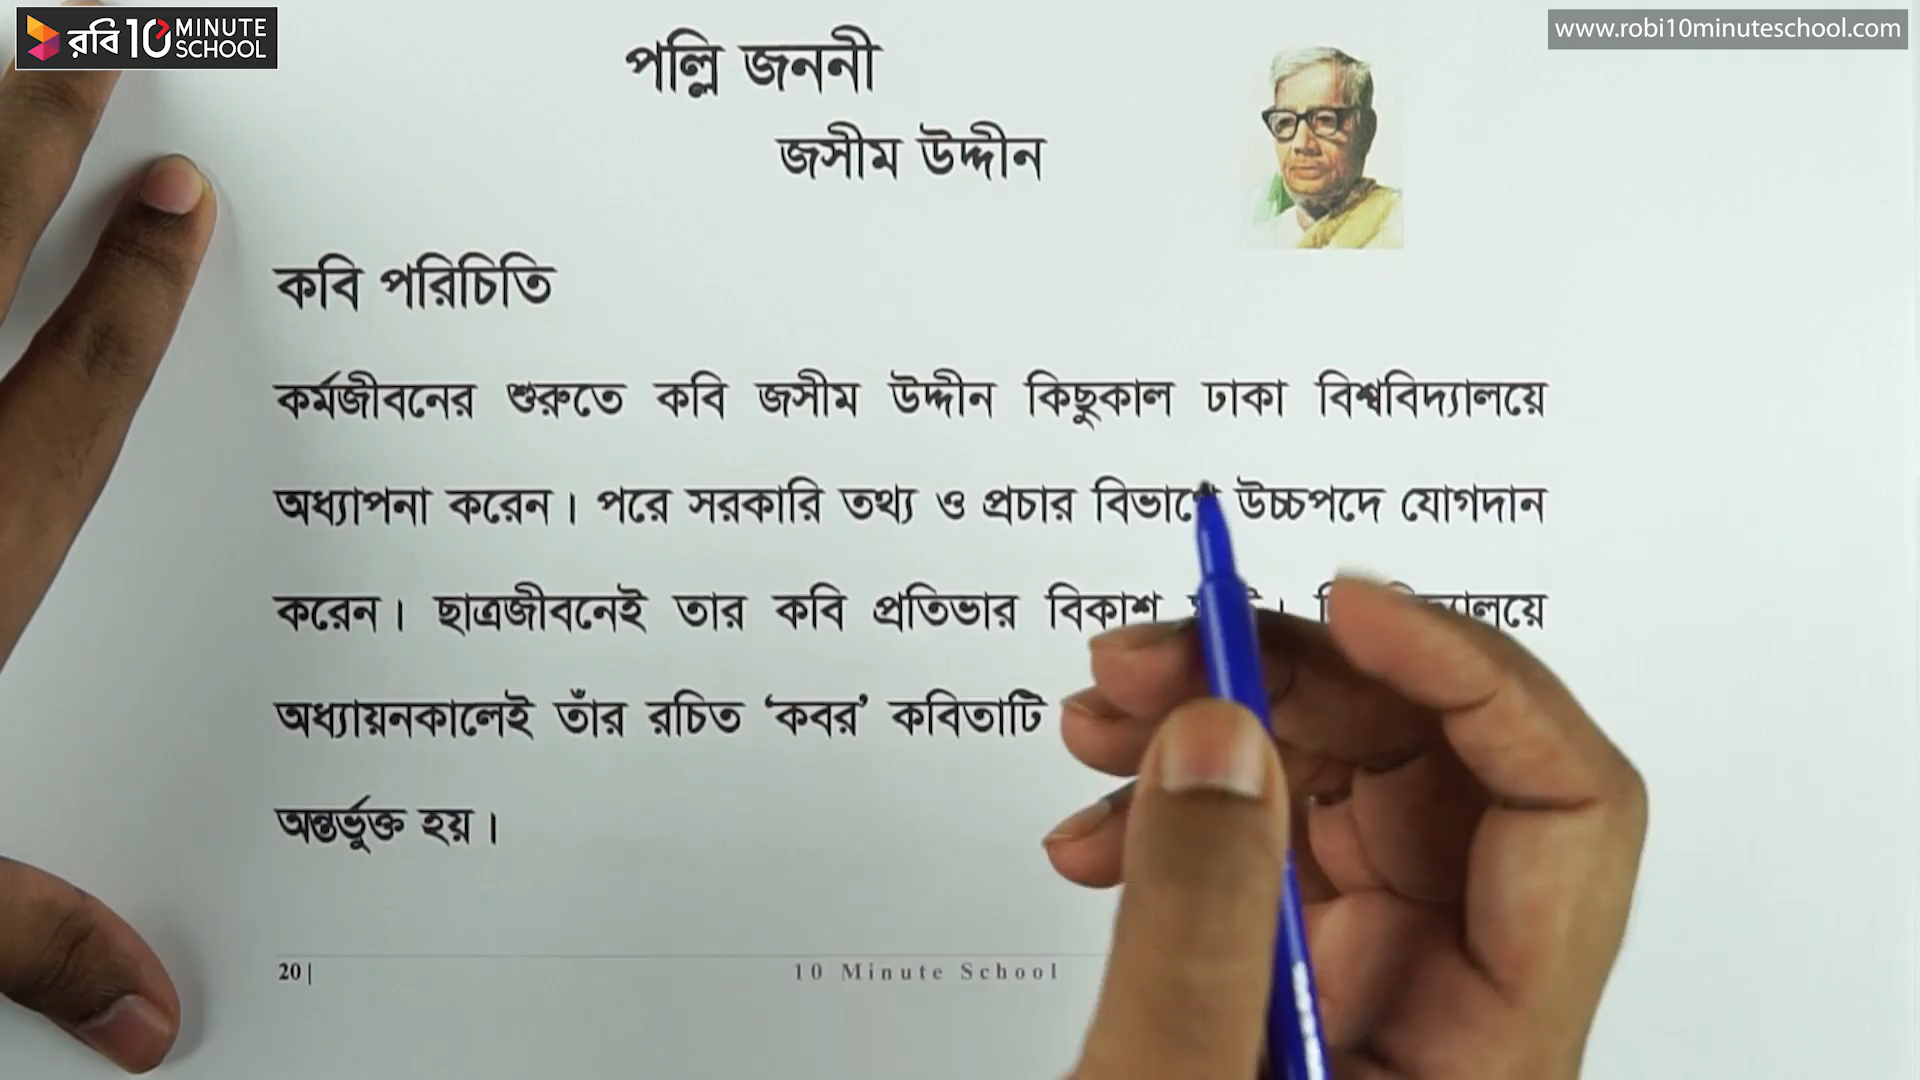 রবি 10 MINUTE SCHOOL
www.robi10minuteschool.com
পল্লি জননী
জসীম উদ্দীন
কবি পরিচিতি
কর্মজীবনের শুরুতে কবি জসীম উদ্দীন কিছুকাল ঢাকা বিশ্ববিদ্যালয়ে
অধ্যাপনা করেন। পরে সরকারি তথ্য ও প্রচার বিভাগে উচ্চপদে যোগদান
করেন। ছাত্রজীবনেই তার কবি প্রতিভার বিকাশ
অধ্যায়নকালেই তাঁর রচিত ‘কবর’ কবিতাটি
অন্তর্ভুক্ত হয়।
20|
10 Minute School